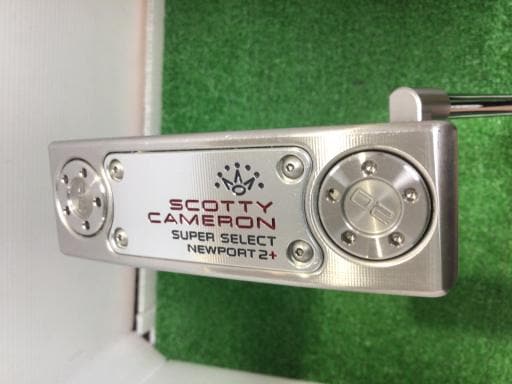 SCOTTY
CAMERON
SUPER SELECT
NEWPORT 2+